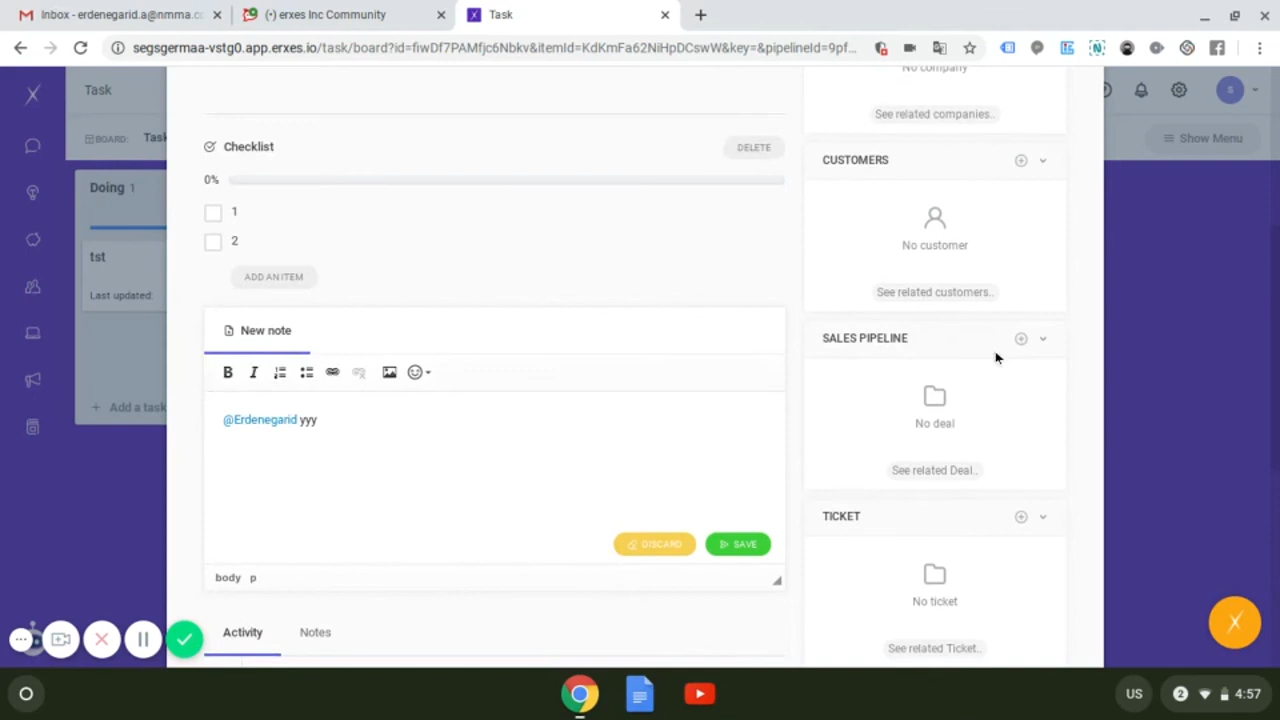 Inbox - erdenegarid.a@nmma.co
(•) erxes Inc Community
Task
segsgermaa-vstg0.app.erxes.io/task/board?id=fiwDf7PAMfjc6Nbkv&itemId=KdKmFa62NiHpDCswW&key=&pipelineId=9pf...
Task
S
BOARD: Task
Show Menu
Doing 1
tst
Last updated:
+ Add a task
Checklist
DELETE
0%
1
2
ADD AN ITEM
New note
B I
@Erdenegarid yyy
DISCARD
SAVE
body p
Activity
Notes
No company
See related companies..
CUSTOMERS
No customer
See related customers..
SALES PIPELINE
No deal
See related Deal..
TICKET
No ticket
See related Ticket..
US
2
4:57